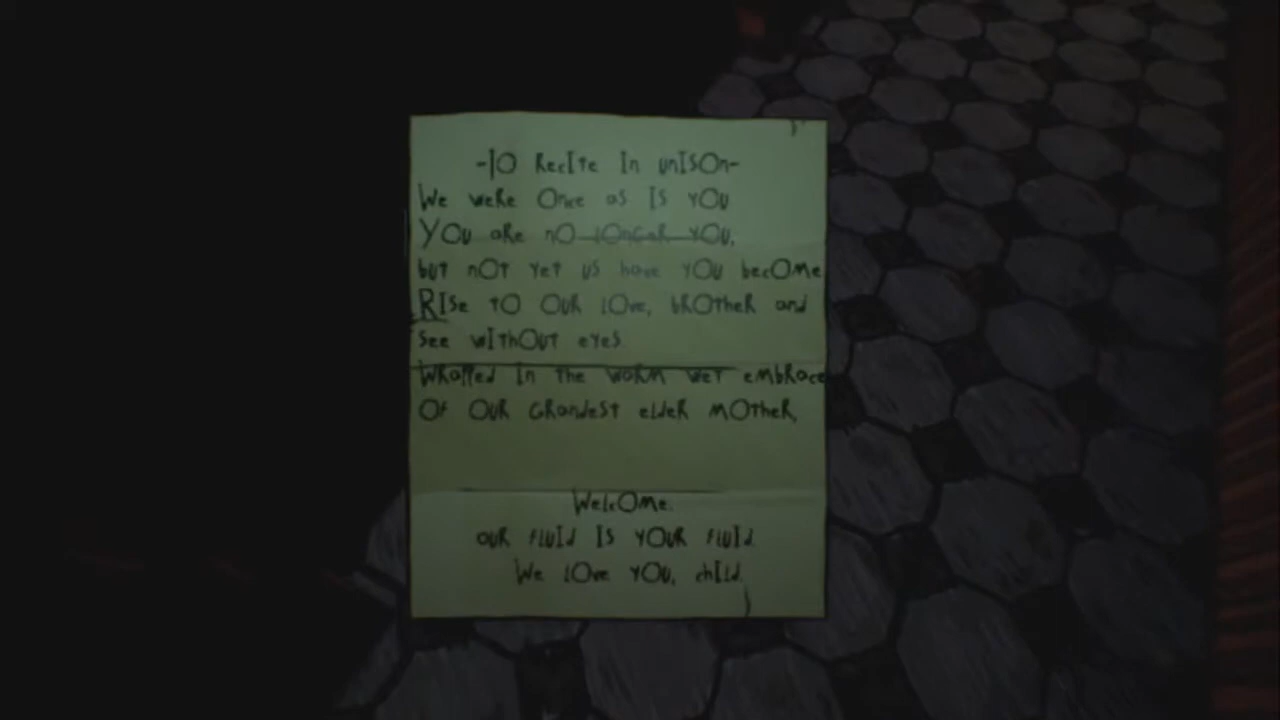 -TO Recite in unison-
We were once as is you
You are no longer you,
but not yet us have you become
Rise to our love, brother and
see without eyes.
Wrapped in the warm wet embrace
Of our grandest elder mother,
Welcome.
our fluid is your fluid.
We love you, child.